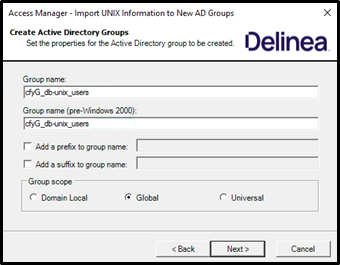 Access Manager - Import UNIX Information to New AD Groups
Create Active Directory Groups
Set the properties for the Active Directory group to be created.
Delinea
Group name:
cfyG_db-unix_users
Group name (pre-Windows 2000):
cfyG_db-unix_users
Add a prefix to group name:
Add a suffix to group name:
Group scope
Domain Local Global Universal
< Back Next > Cancel